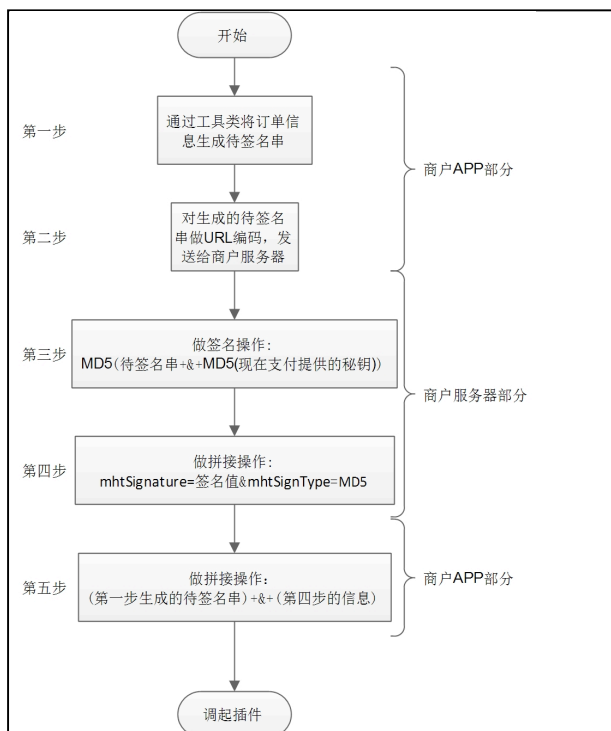 开始
第一步
通过工具类将订单信
息生成待签名串
商户APP部分
第二步
对生成的待签名
串做URL编码，发
送给商户服务器
第三步
做签名操作:
MD5(待签名串+&+MD5(现在支付提供的秘钥))
商户服务器部分
第四步
做拼接操作:
mhtSignature=签名值&mhtSignType=MD5
第五步
做拼接操作：
(第一步生成的待签名串)+&+(第四步的信息)
商户APP部分
调起插件